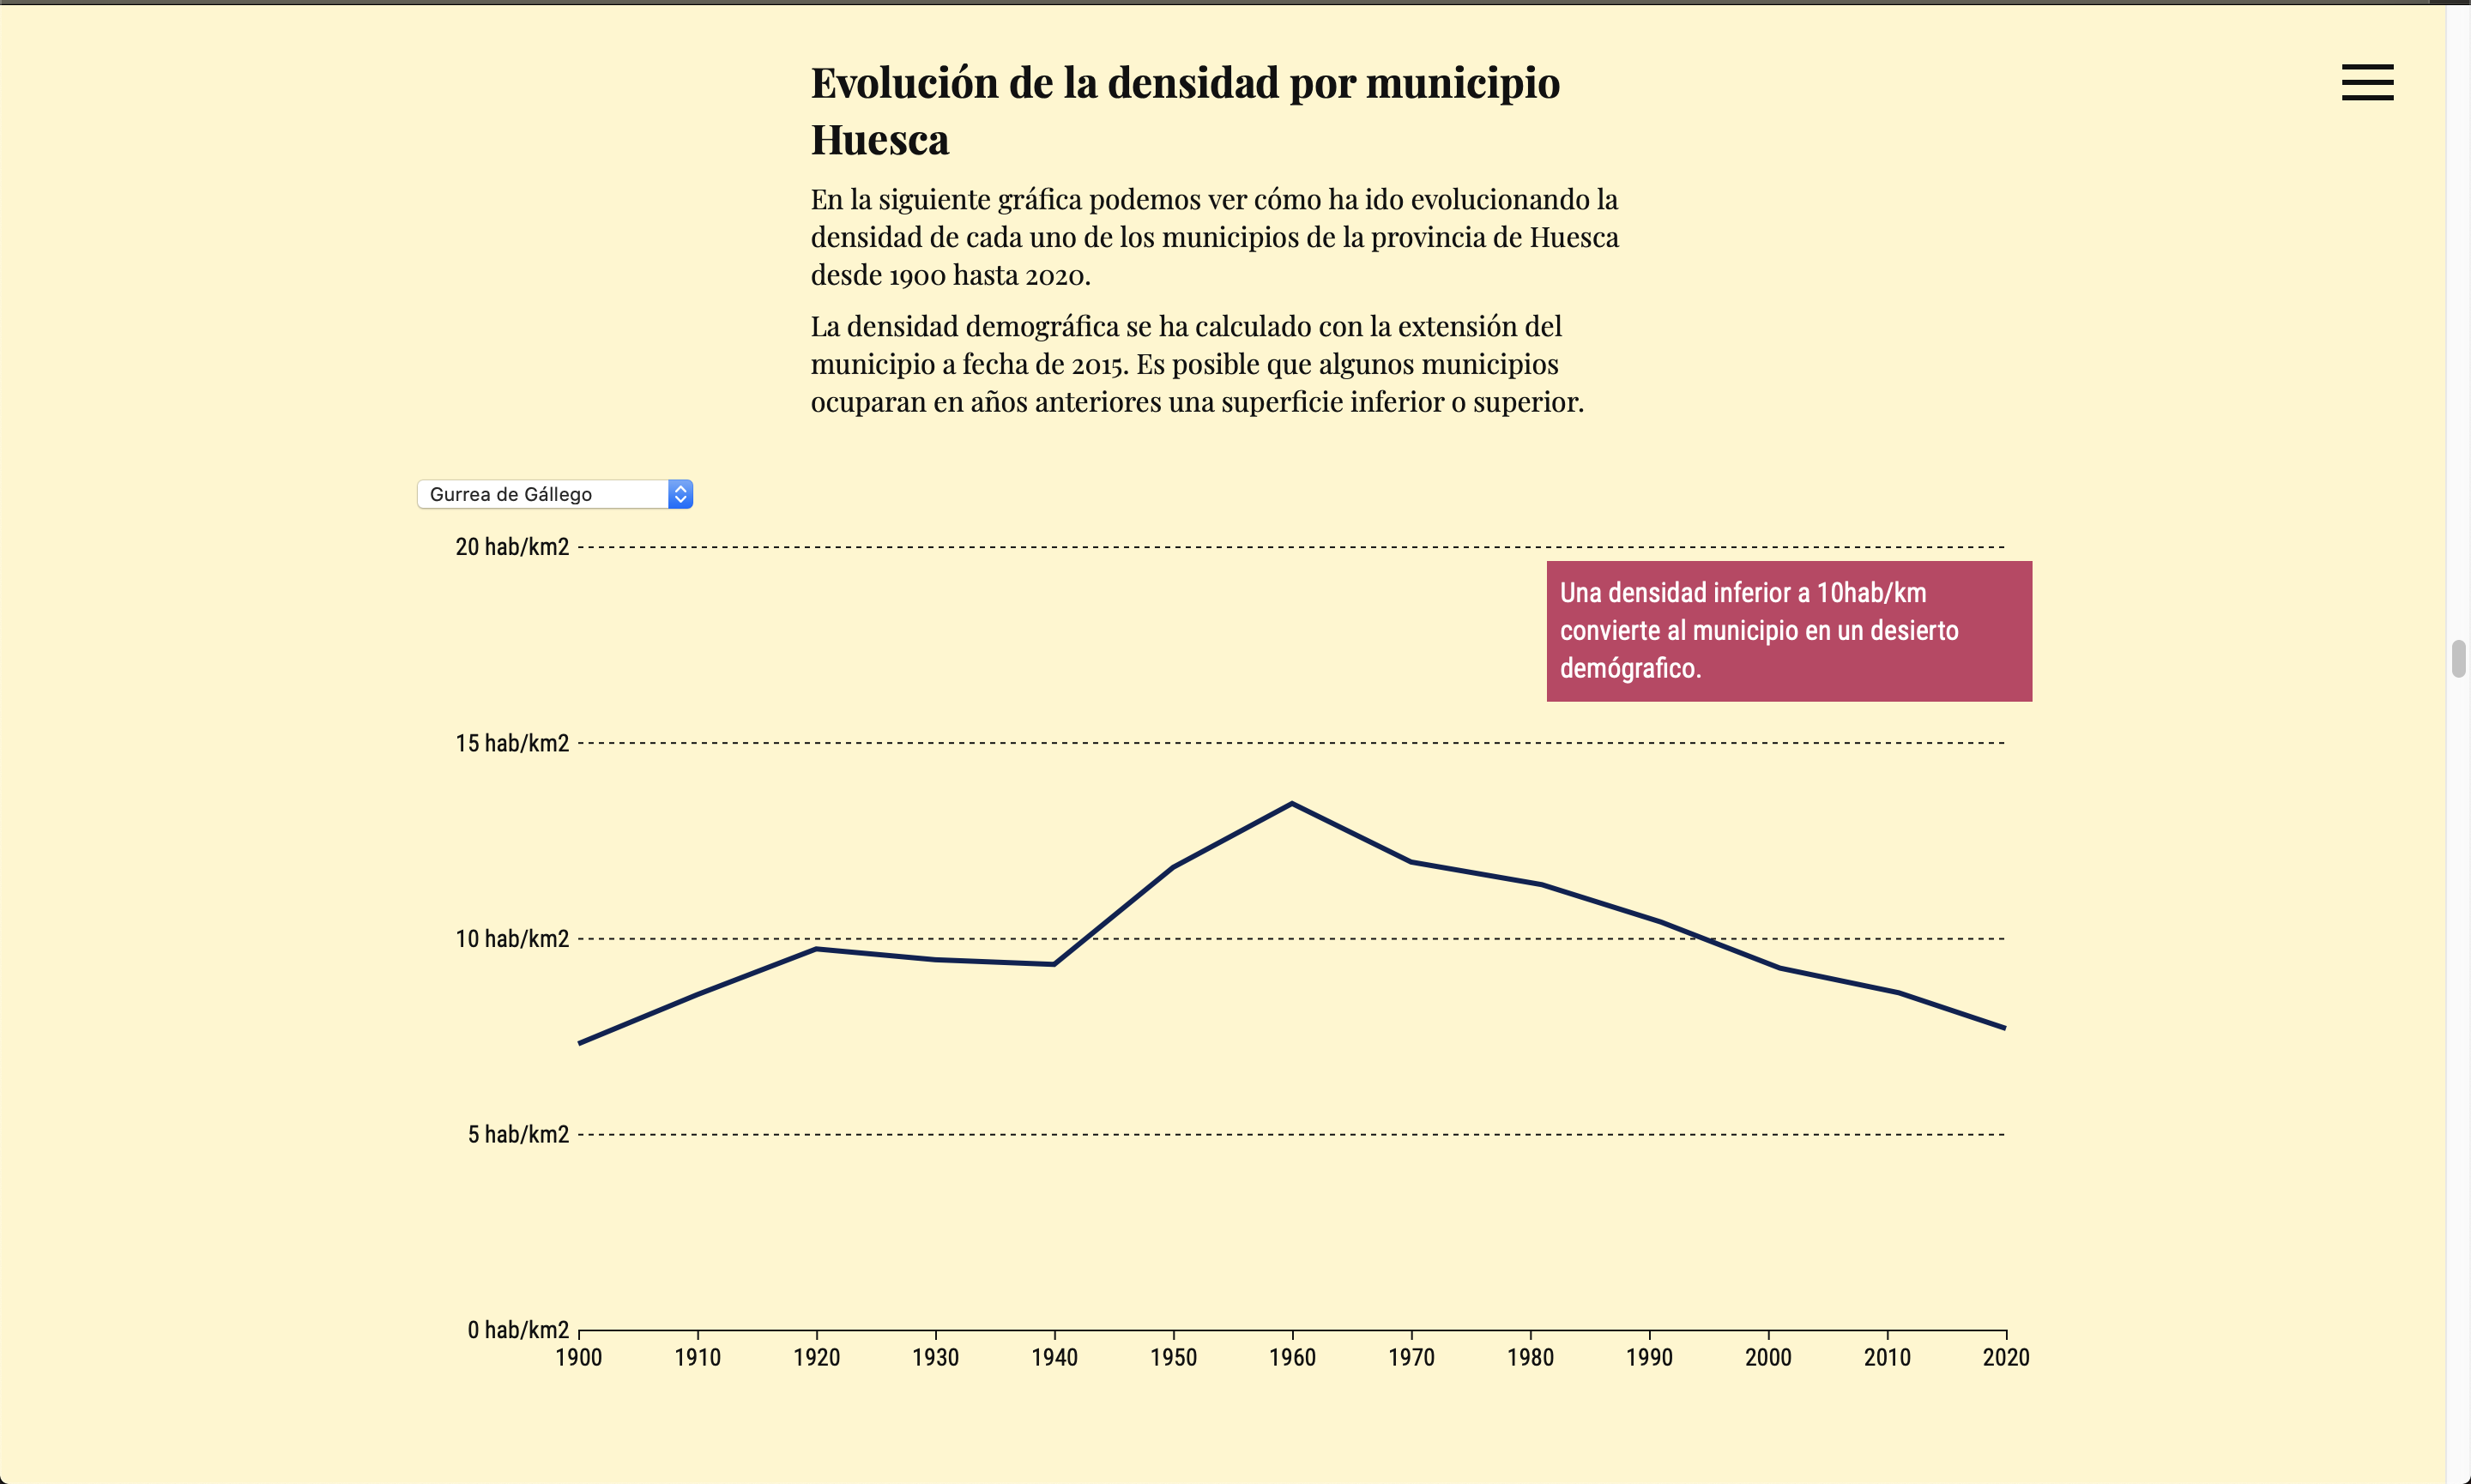 Evolución de la densidad por municipio
Huesca
En la siguiente gráfica podemos ver cómo ha ido evolucionando la
densidad de cada uno de los municipios de la provincia de Huesca
desde 1900 hasta 2020.
La densidad demográfica se ha calculado con la extensión del
municipio a fecha de 2015. Es posible que algunos municipios
ocuparan en años anteriores una superficie inferior o superior.
Gurrea de Gállego
20 hab/km2
Una densidad inferior a 10hab/km
convierte al municipio en un desierto
demógrafico.
15 hab/km2
10 hab/km2
5 hab/km2
0 hab/km2
1900 1910 1920 1930 1940 1950 1960 1970 1980 1990 2000 2010 2020